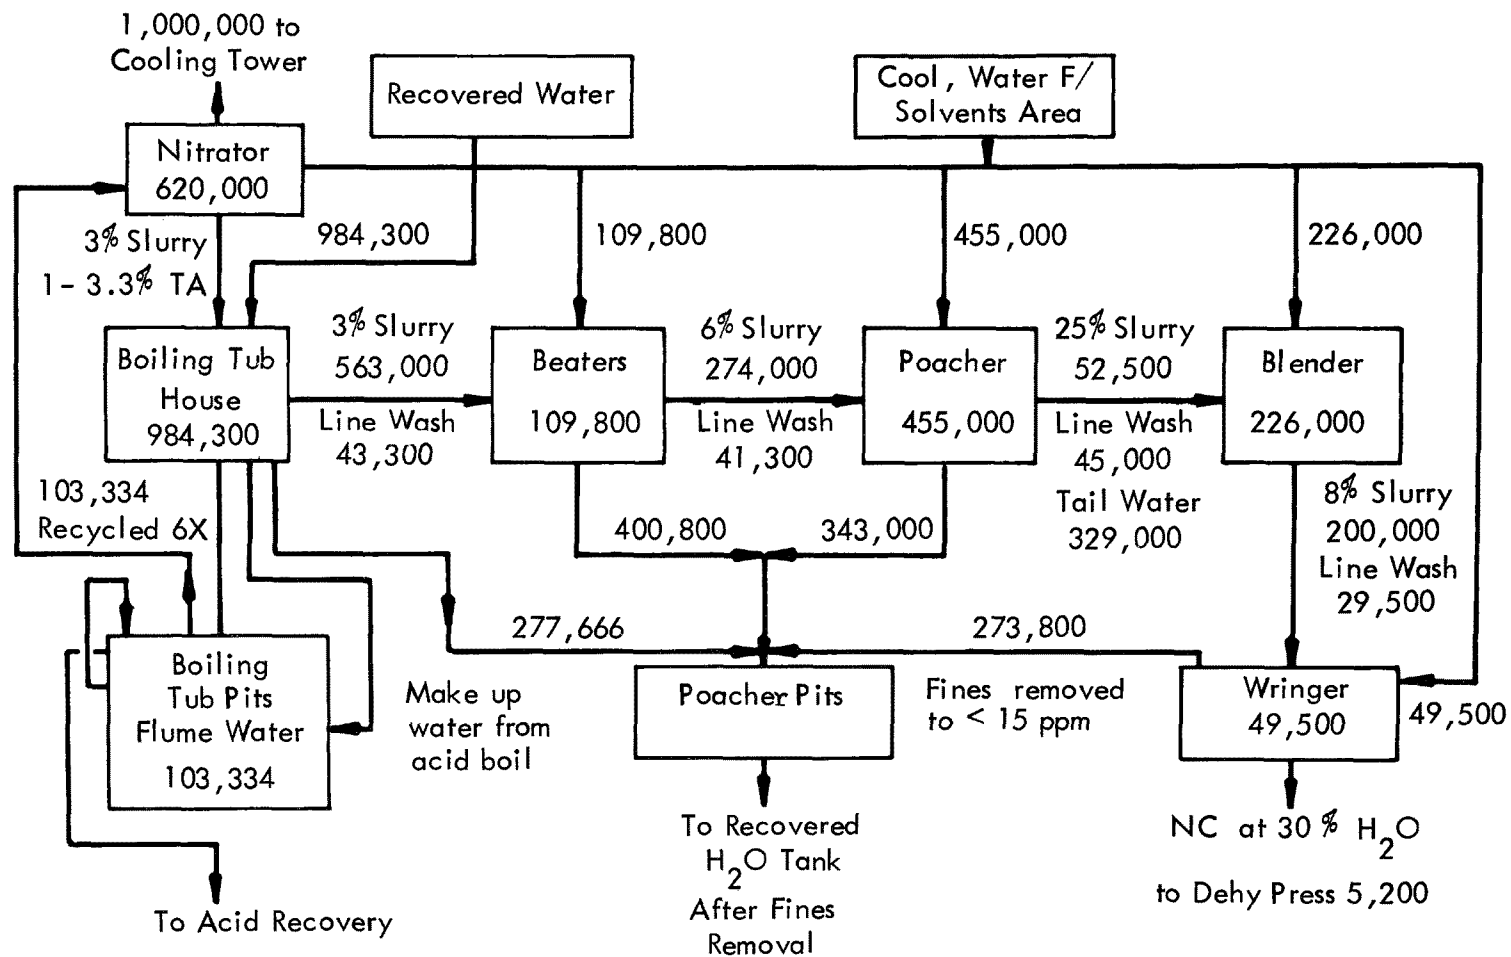 1,000,000 to
Cooling Tower
Recovered Water
Cool, Water F/
Solvents Area
Nitrator
620,000
3% Slurry
1-3.3% TA
984,300
109,800
455,000
226,000
Boiling Tub
House
984,300
3% Slurry
563,000
Line Wash
43,300
Beaters
109,800
6% Slurry
274,000
Line Wash
41,300
Poacher
455,000
25% Slurry
52,500
Line Wash
45,000
Tail Water
329,000
Blender
226,000
8% Slurry
200,000
Line Wash
29,500
103,334
Recycled 6X
400,800
343,000
277,666
273,800
Boiling
Tub Pits
Flume Water
103,334
Make up
water from
acid boil
Poacher Pits
Fines removed
to < 15 ppm
Wringer
49,500
49,500
To Acid Recovery
To Recovered
H2O Tank
After Fines
Removal
NC at 30 % H2O
to Dehy Press 5,200